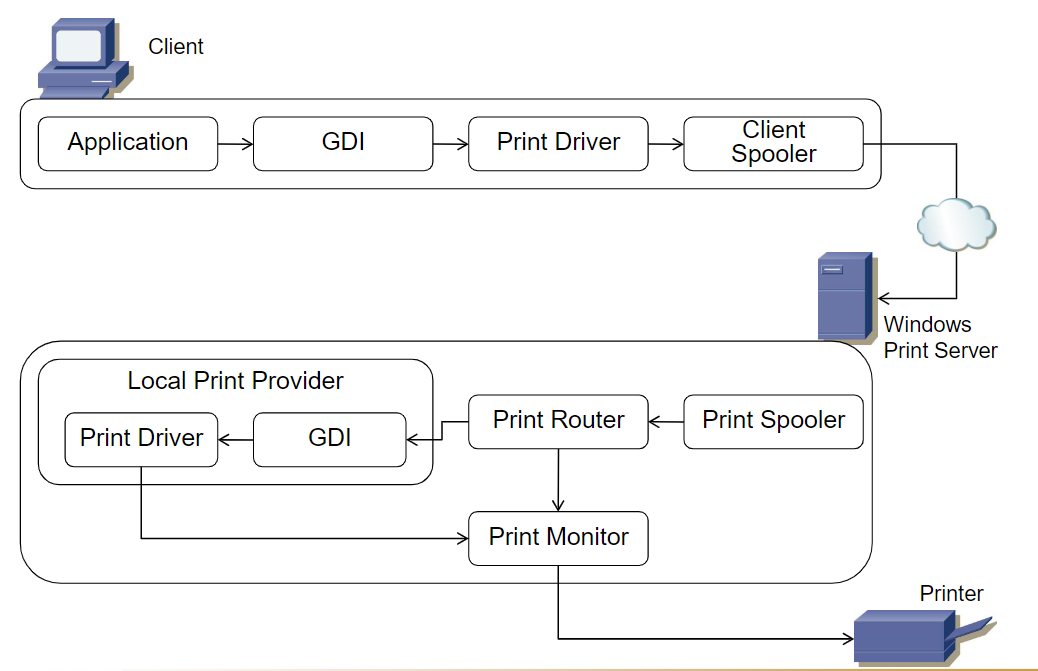 Client
Application
GDI
Print Driver
Client
Spooler
Windows
Print Server
Local Print Provider
Print Driver
GDI
Print Router
Print Spooler
Print Monitor
Printer